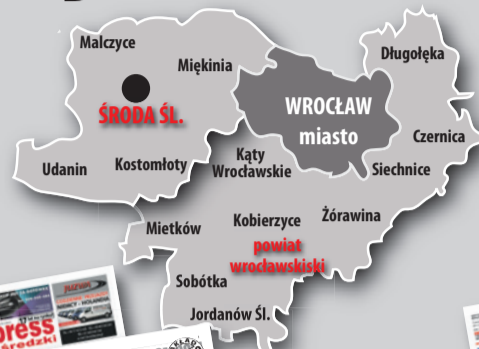 Malczyce
Długołęka
Miękinia
ŚRODA ŚL.
WROCŁAW
miasto
Czernica
Udanin
Kostomłoty
Kąty
Wrocławskie
Siechnice
Mietków
Kobierzyce
Żórawina
powiat
wrocławskiski
Sobótka
Jordanów Śl.
press
średzki